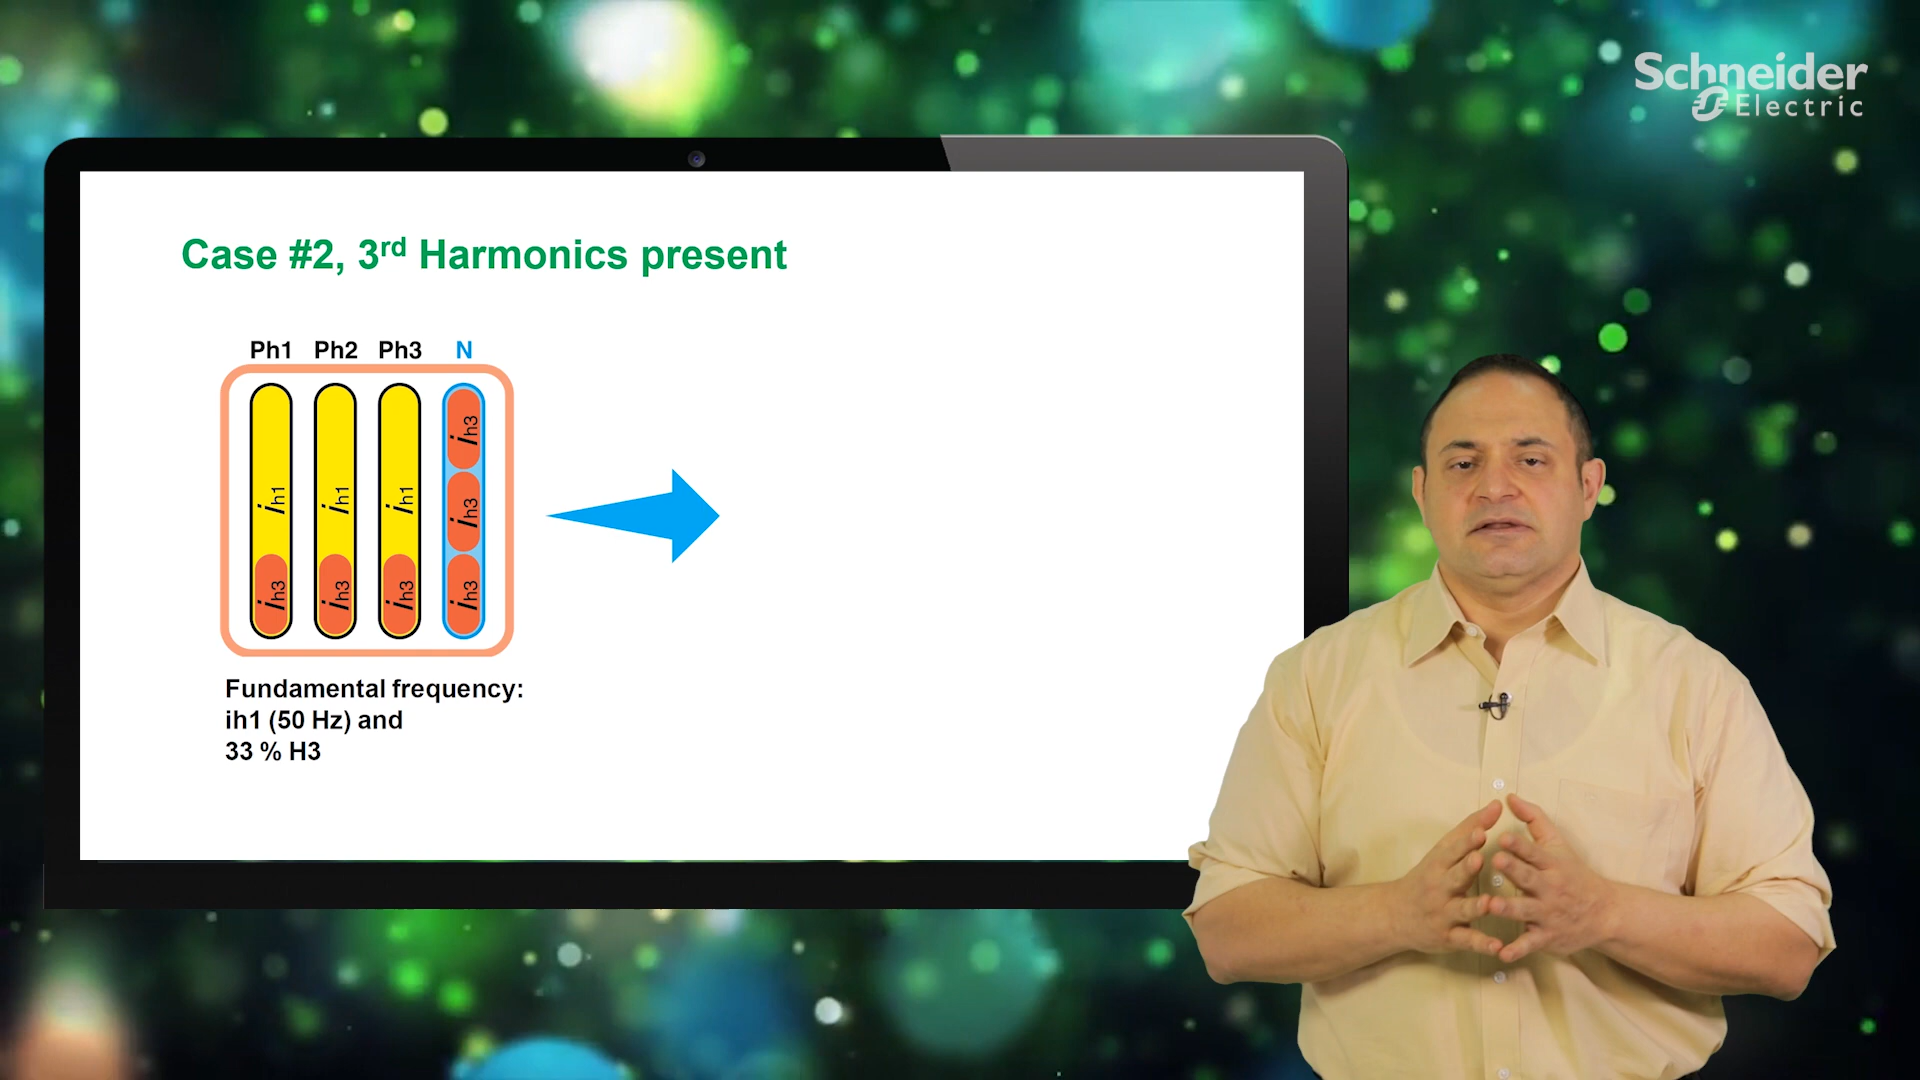 Schneider
Electric
Case #2, 3rd Harmonics present
Ph1 Ph2 Ph3 N
ih1 ih1 ih1 ih3
ih3
ih3 ih3 ih3 ih3
Fundamental frequency:
ih1 (50 Hz) and
33 % H3